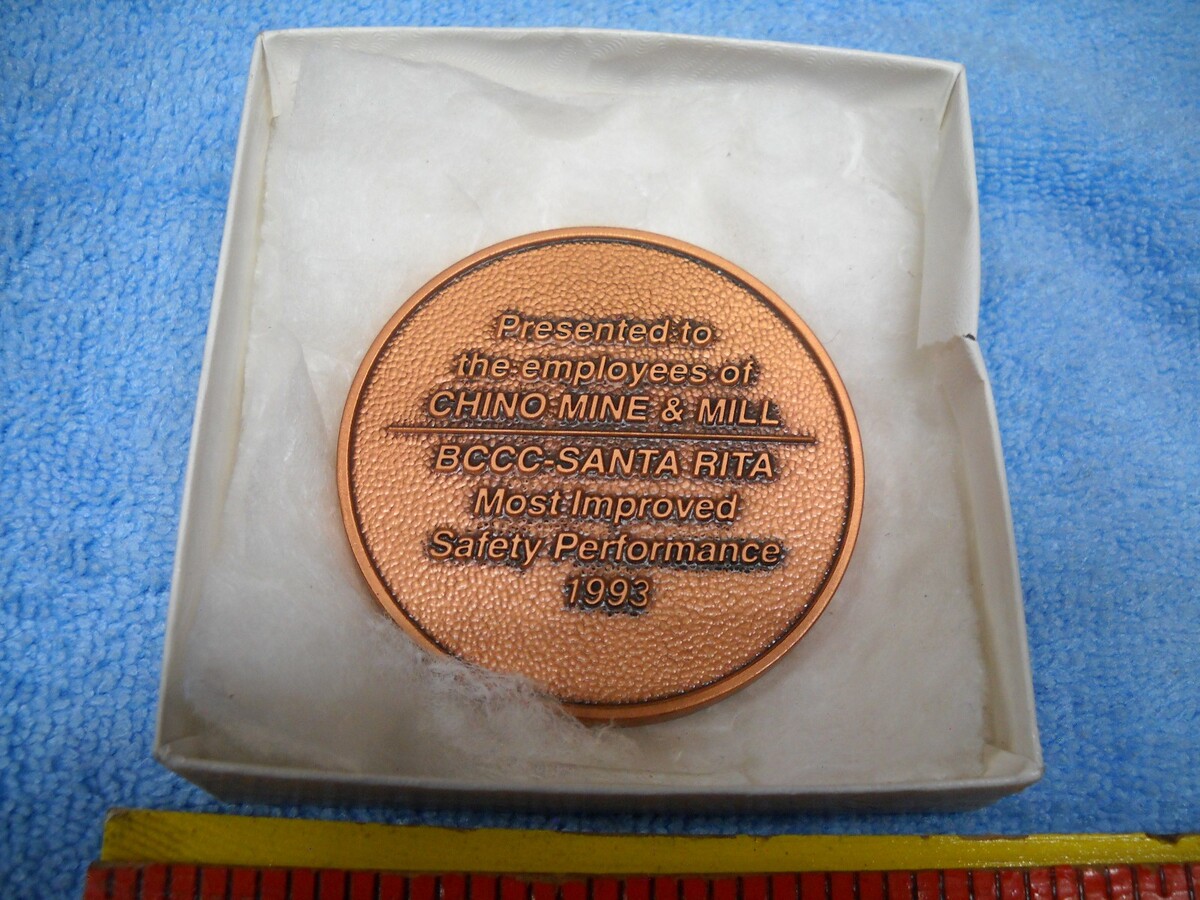 Presented to
the employees of
CHINO MINE & MILL
BCCC-SANTA RITA
Most Improved
Safety Performance
1993